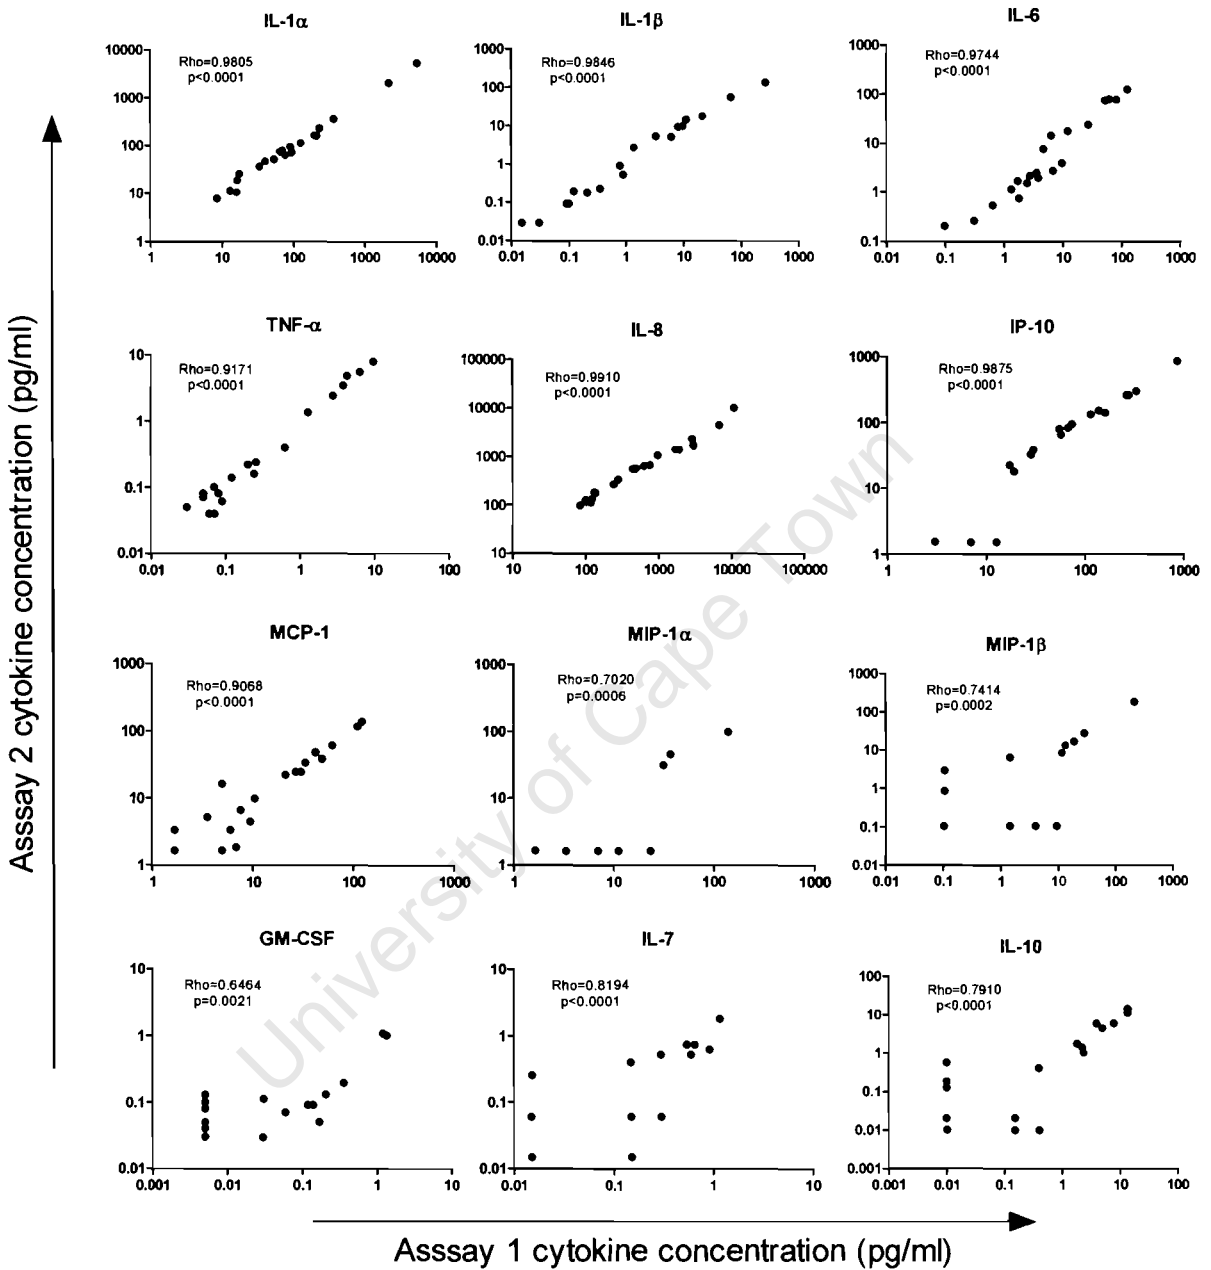 IL-1α
Rho=0.9805
p<0.0001
10000
1000
100
10
1
1 10 100 1000 10000
IL-1β
Rho=0.9846
p<0.0001
1000
100
10
1
0.1
0.01
0.01 0.1 1 10 100 1000
IL-6
Rho=0.9744
p<0.0001
1000
100
10
1
0.1
0.01 0.1 1 10 100 1000
TNF-α
Rho=0.9171
p<0.0001
10
1
0.1
0.01
0.01 0.1 1 10 100
IL-8
Rho=0.9910
p<0.0001
100000
10000
1000
100
10
10 100 1000 10000 100000
IP-10
Rho=0.9875
p<0.0001
1000
100
10
1
1 10 100 1000
MCP-1
Rho=0.9068
p<0.0001
1000
100
10
1
1 10 100 1000
MIP-1α
Rho=0.7020
p=0.0006
1000
100
10
1
1 10 100 1000
MIP-1β
Rho=0.7414
p=0.0002
1000
100
10
1
0.1
0.01
0.01 0.1 1 10 100 1000
GM-CSF
Rho=0.6464
p=0.0021
10
1
0.1
0.01
0.001 0.01 0.1 1 10
IL-7
Rho=0.8194
p<0.0001
10
1
0.1
0.01
0.01 0.1 1 10
IL-10
Rho=0.7910
p<0.0001
100
10
1
0.1
0.01
0.001
0.001 0.01 0.1 1 10 100
Asssay 2 cytokine concentration (pg/ml)
Asssay 1 cytokine concentration (pg/ml)
University of Cape Town